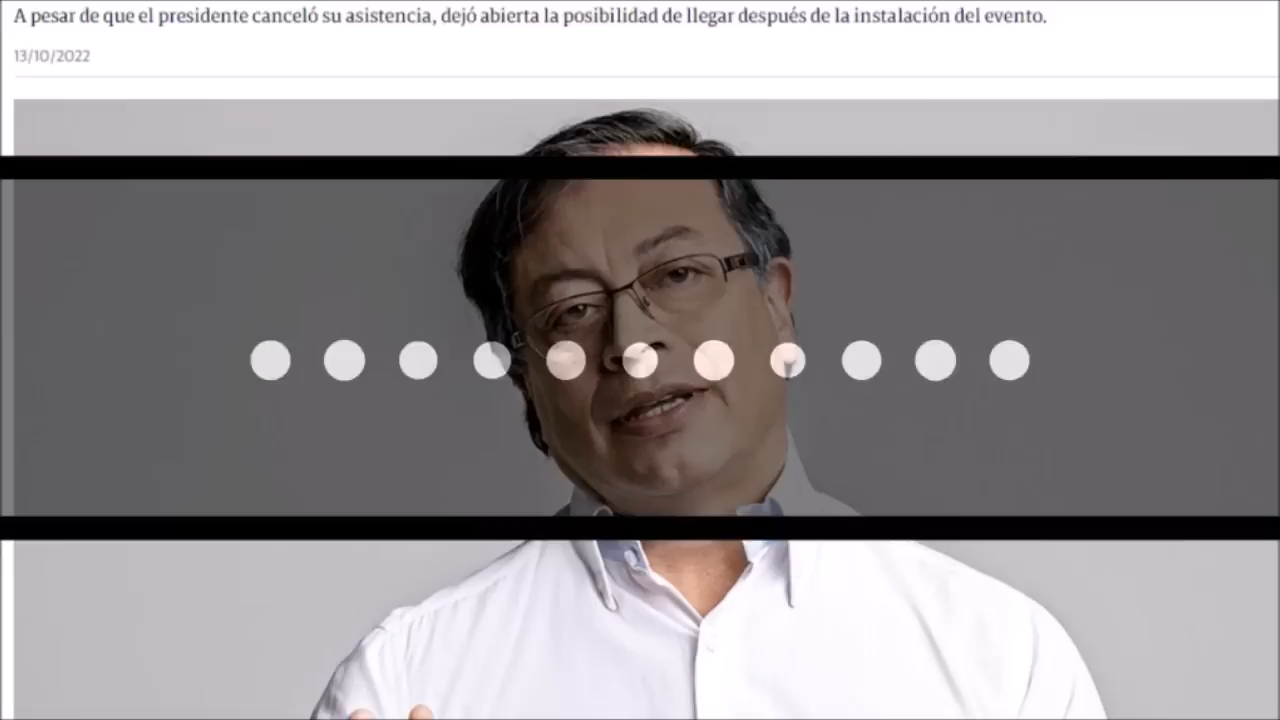 A pesar de que el presidente canceló su asistencia, dejó abierta la posibilidad de llegar después de la instalación del evento.
13/10/2022